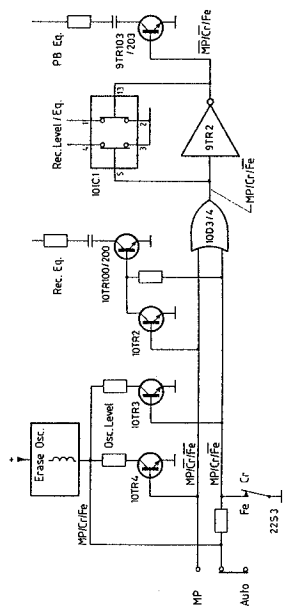 +
Erase Osc.
MP/Cr/Fe
Osc. Level
10TR4
10TR3
MP/Cr/Fe
MP/Cr/Fe
MP
Auto
Fe
Cr
22S3
Rec. Eq.
10TR100/200
10TR2
10D3/4
MP/Cr/Fe
Rec.Level/Eq.
4
1
5
13
3
2
10IC1
9TR2
PB Eq.
9TR103
/203
MP/Cr/Fe